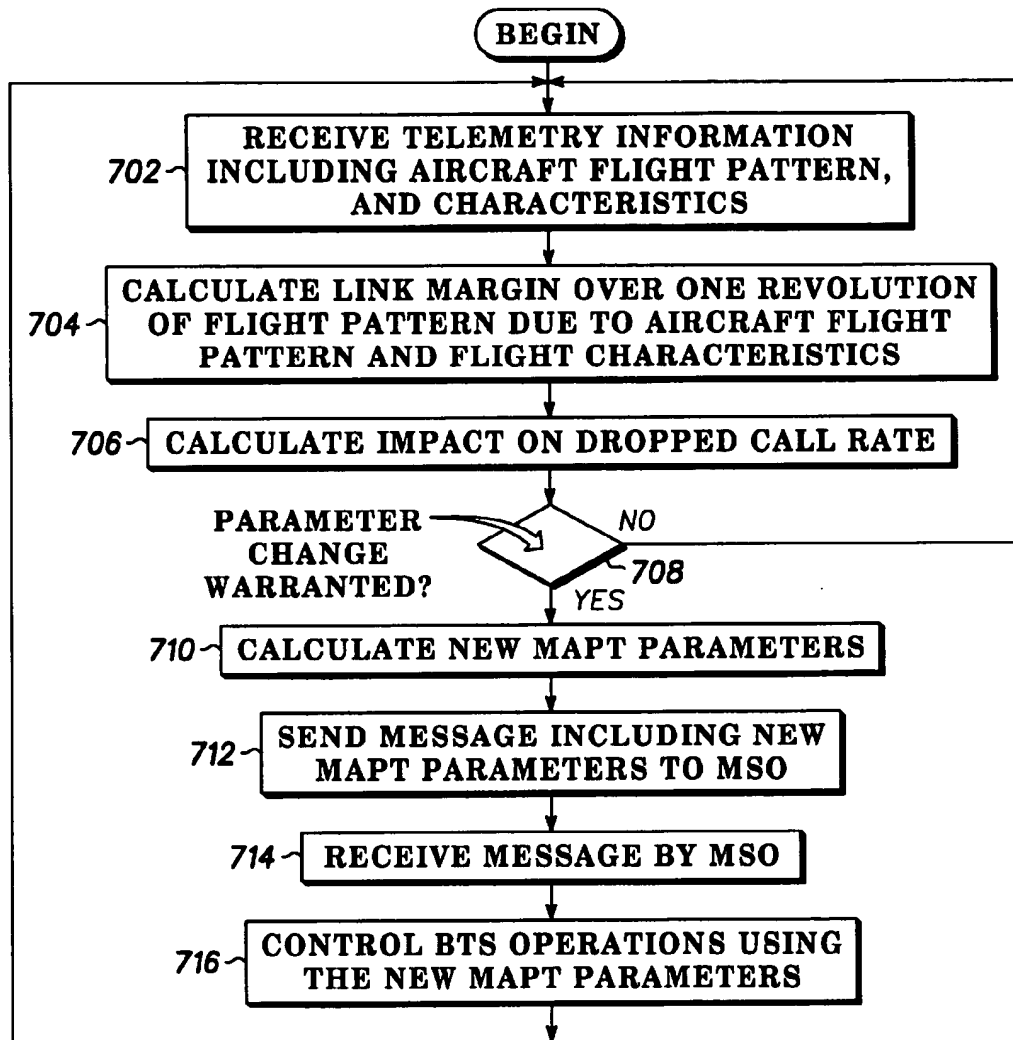 BEGIN
RECEIVE TELEMETRY INFORMATION
702
INCLUDING AIRCRAFT FLIGHT PATTERN,
AND CHARACTERISTICS
CALCULATE LINK MARGIN OVER ONE REVOLUTION
704
OF FLIGHT PATTERN DUE TO AIRCRAFT FLIGHT
PATTERN AND FLIGHT CHARACTERISTICS
706
CALCULATE IMPACT ON DROPPED CALL RATE
PARAMETER
CHANGE
WARRANTED?
NO
708
YES
710
CALCULATE NEW MAPT PARAMETERS
712
SEND MESSAGE INCLUDING NEW
MAPT PARAMETERS TO MSO
714
RECEIVE MESSAGE BY MSO
716
CONTROL BTS OPERATIONS USING
THE NEW MAPT PARAMETERS